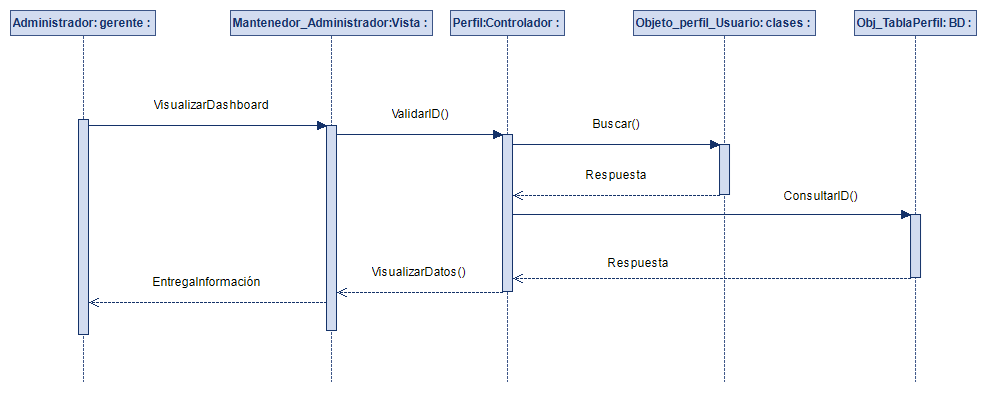 Administrador: gerente :
Mantenedor_Administrador:Vista :
Perfil:Controlador :
Objeto_perfil_Usuario: clases :
Obj_TablaPerfil: BD :
VisualizarDashboard
ValidarID()
Buscar()
Respuesta
ConsultarID()
Respuesta
VisualizarDatos()
EntregaInformación